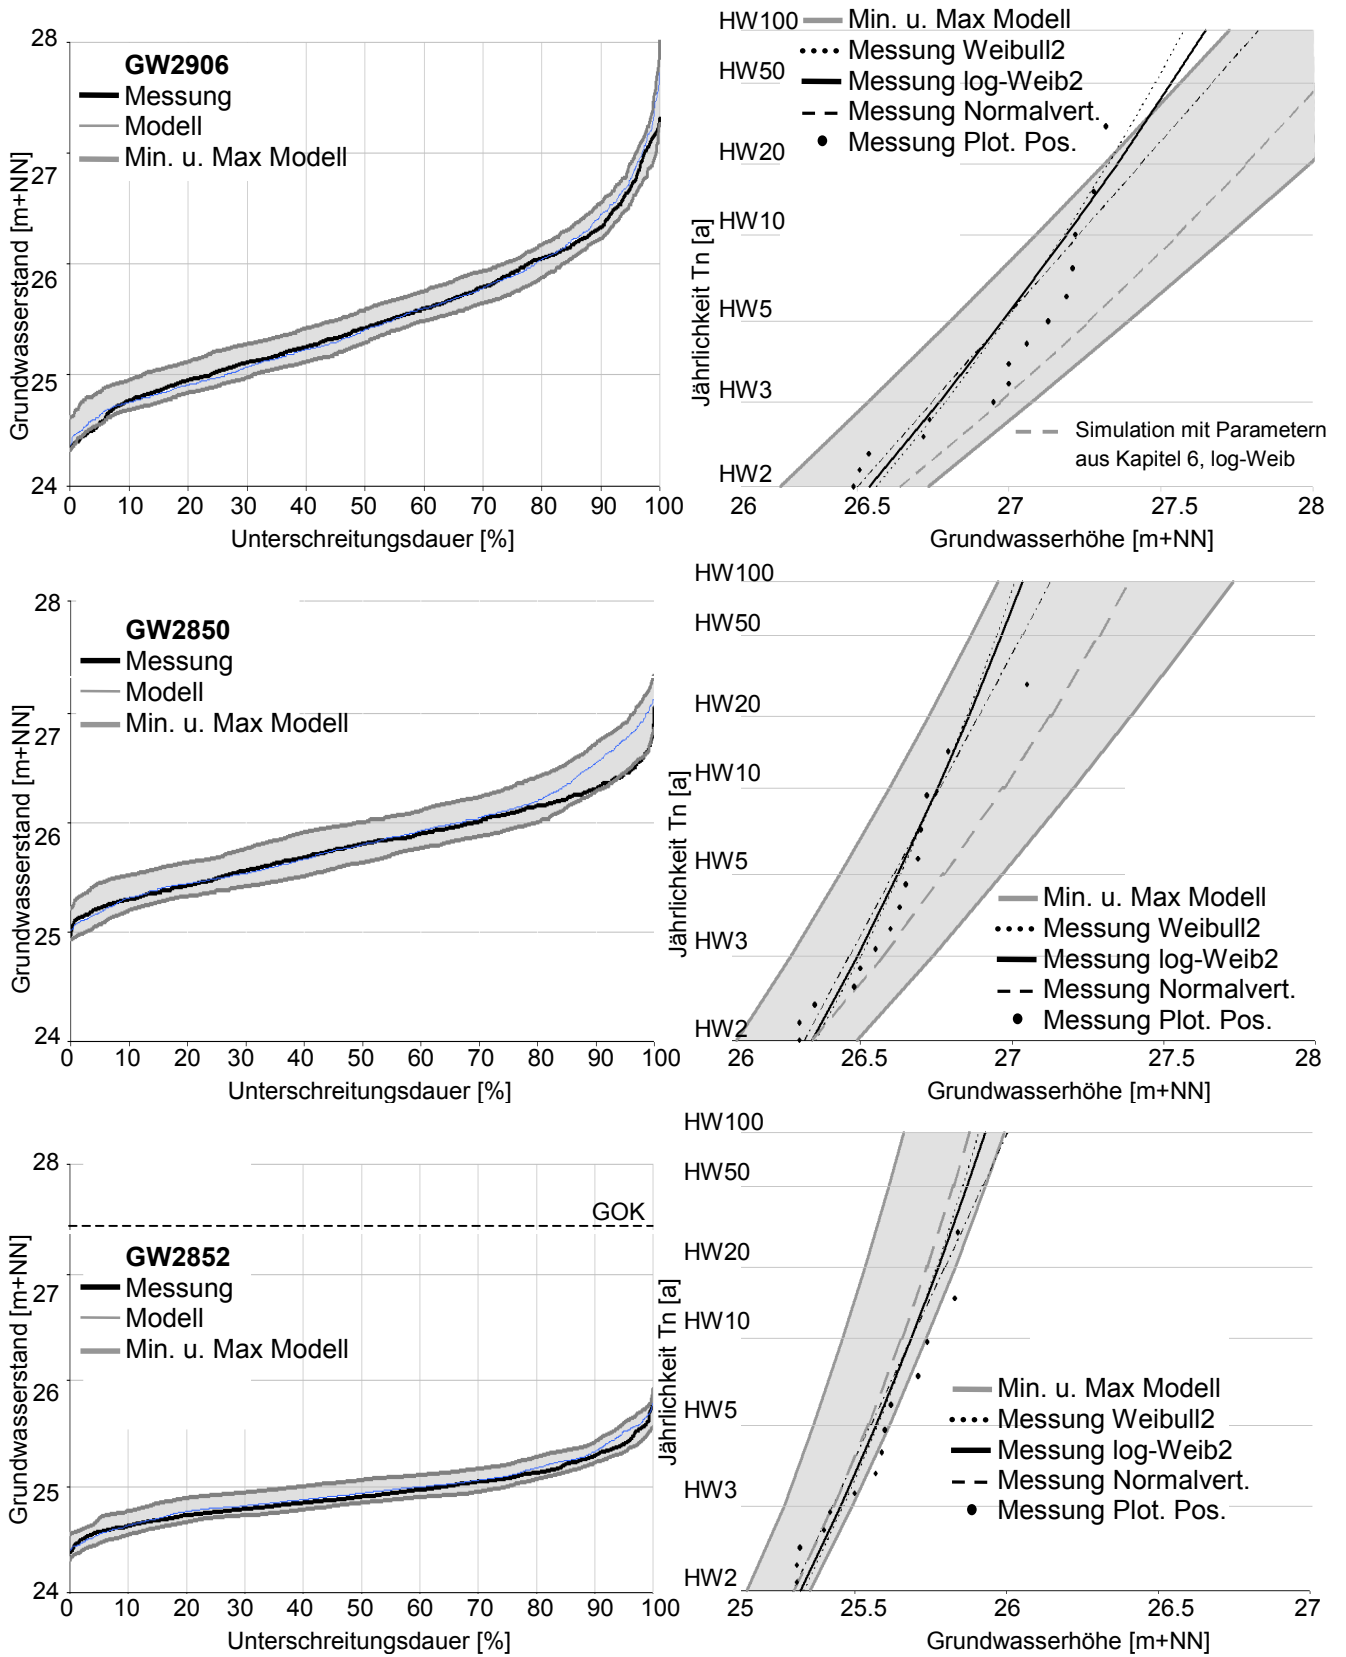 28
GW2906
Messung
Modell
Min. u. Max Modell
27
26
25
24
Grundwasserstand [m+NN]
0 10 20 30 40 50 60 70 80 90 100
Unterschreitungsdauer [%]
HW100
Min. u. Max Modell
Messung Weibull2
HW50
Messung log-Weib2
Messung Normalvert.
Messung Plot. Pos.
HW20
HW10
HW5
HW3
HW2
Jährlichkeit Tn [a]
Simulation mit Parametern
aus Kapitel 6, log-Weib
26 26.5 27 27.5 28
Grundwasserhöhe [m+NN]
28
GW2850
Messung
Modell
Min. u. Max Modell
27
26
25
24
Grundwasserstand [m+NN]
0 10 20 30 40 50 60 70 80 90 100
Unterschreitungsdauer [%]
HW100
HW50
HW20
HW10
HW5
HW3
HW2
Jährlichkeit Tn [a]
Min. u. Max Modell
Messung Weibull2
Messung log-Weib2
Messung Normalvert.
Messung Plot. Pos.
26 26.5 27 27.5 28
Grundwasserhöhe [m+NN]
28
GOK
GW2852
Messung
Modell
Min. u. Max Modell
27
26
25
24
Grundwasserstand [m+NN]
0 10 20 30 40 50 60 70 80 90 100
Unterschreitungsdauer [%]
HW100
HW50
HW20
HW10
HW5
HW3
HW2
Jährlichkeit Tn [a]
Min. u. Max Modell
Messung Weibull2
Messung log-Weib2
Messung Normalvert.
Messung Plot. Pos.
25 25.5 26 26.5 27
Grundwasserhöhe [m+NN]